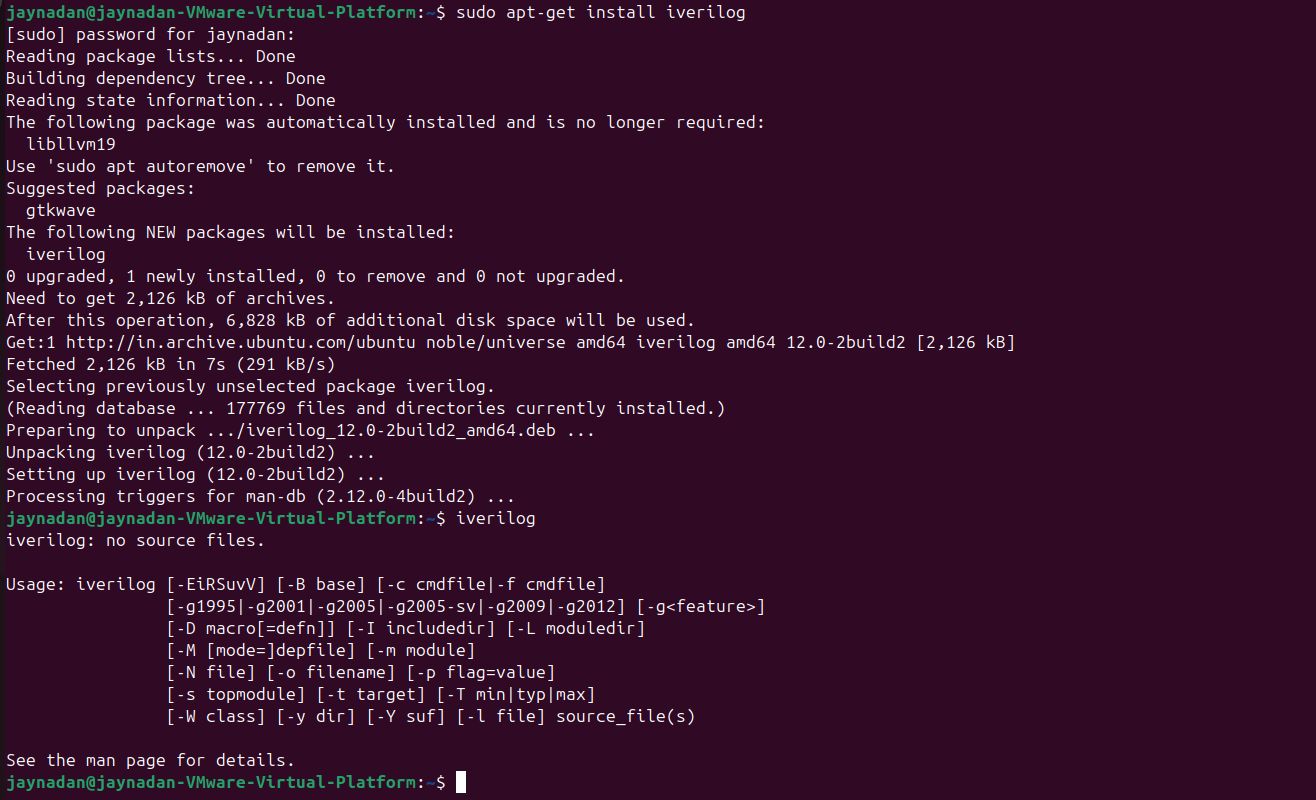 jaynadan@jaynadan-VMware-Virtual-Platform:~$ sudo apt-get install iverilog
[sudo] password for jaynadan:
Reading package lists... Done
Building dependency tree... Done
Reading state information... Done
The following package was automatically installed and is no longer required:
  libllvm19
Use 'sudo apt autoremove' to remove it.
Suggested packages:
  gtkwave
The following NEW packages will be installed:
  iverilog
0 upgraded, 1 newly installed, 0 to remove and 0 not upgraded.
Need to get 2,126 kB of archives.
After this operation, 6,828 kB of additional disk space will be used.
Get:1 http://in.archive.ubuntu.com/ubuntu noble/universe amd64 iverilog amd64 12.0-2build2 [2,126 kB]
Fetched 2,126 kB in 7s (291 kB/s)
Selecting previously unselected package iverilog.
(Reading database ... 177769 files and directories currently installed.)
Preparing to unpack .../iverilog_12.0-2build2_amd64.deb ...
Unpacking iverilog (12.0-2build2) ...
Setting up iverilog (12.0-2build2) ...
Processing triggers for man-db (2.12.0-4build2) ...
jaynadan@jaynadan-VMware-Virtual-Platform:~$ iverilog
iverilog: no source files.

Usage: iverilog [-EiRSuvV] [-B base] [-c cmdfile|-f cmdfile]
                [-g1995|-g2001|-g2005|-g2005-sv|-g2009|-g2012] [-g<feature>]
                [-D macro[=defn]] [-I includedir] [-L moduledir]
                [-M [mode=]depfile] [-m module]
                [-N file] [-o filename] [-p flag=value]
                [-s topmodule] [-t target] [-T min|typ|max]
                [-W class] [-y dir] [-Y suf] [-l file] source_file(s)

See the man page for details.
jaynadan@jaynadan-VMware-Virtual-Platform:~$